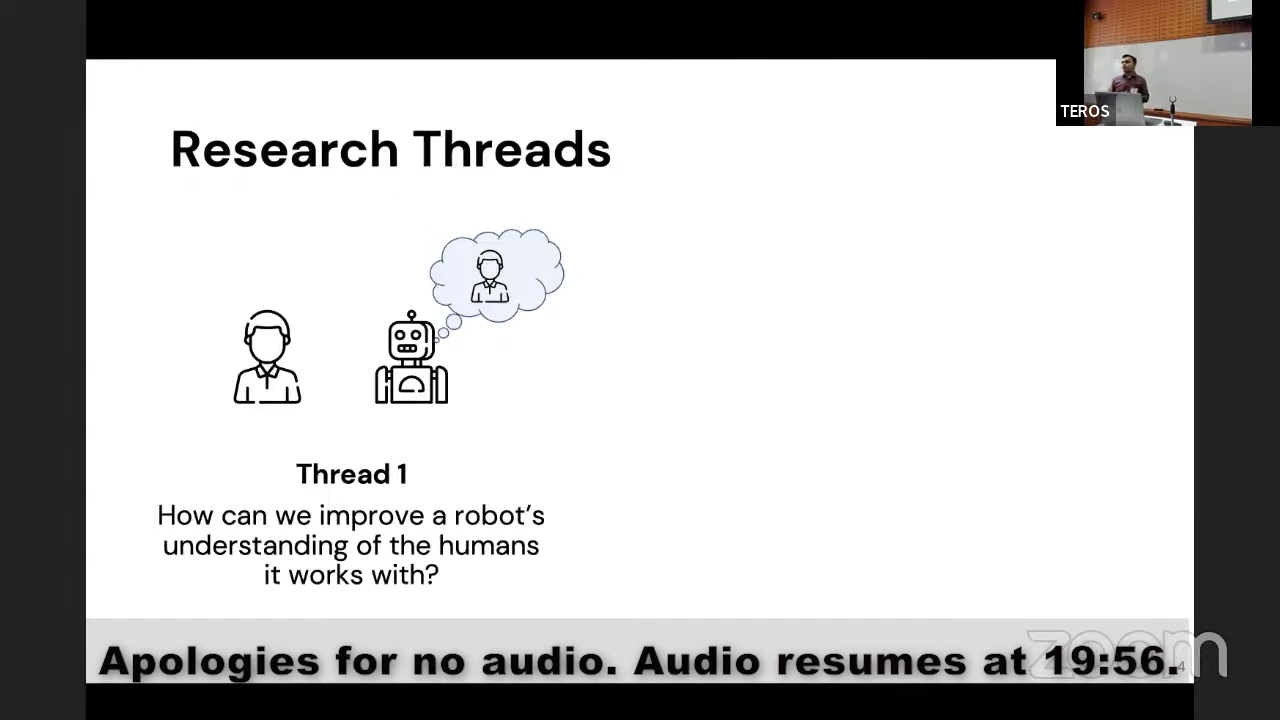 TEROS
Research Threads
Thread 1
How can we improve a robot’s
understanding of the humans
it works with?
Apologies for no audio. Audio resumes at 19:56.
zoom
4